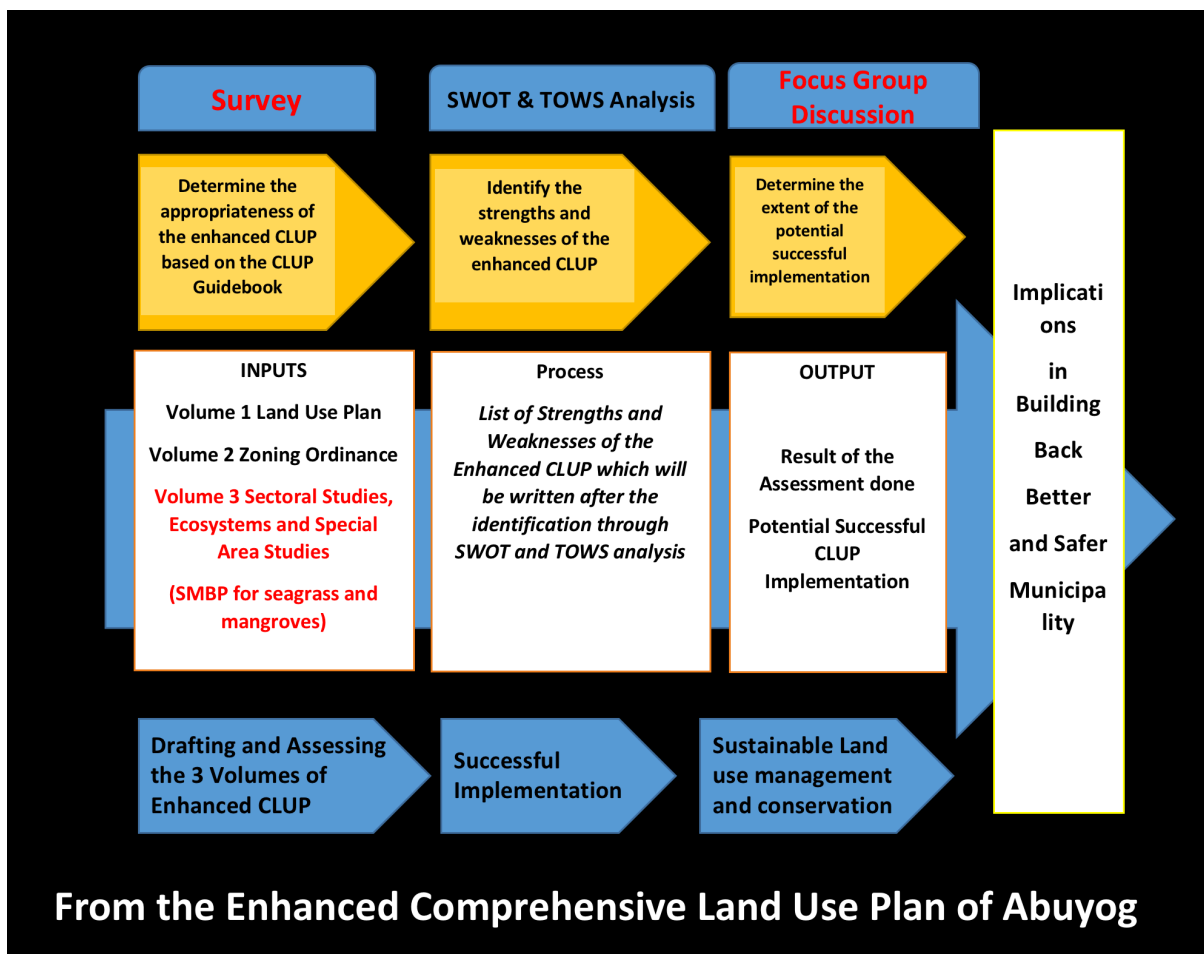 Survey
SWOT & TOWS Analysis
Focus Group
Discussion
Determine the
appropriateness of
the enhanced CLUP
based on the CLUP
Guidebook
Identify the
strengths and
weaknesses of the
enhanced CLUP
Determine the
extent of the
potential
successful
implementation
INPUTS
Volume 1 Land Use Plan
Volume 2 Zoning Ordinance
Volume 3 Sectoral Studies,
Ecosystems and Special
Area Studies
(SMBP for seagrass and
mangroves)
Process
List of Strengths and
Weaknesses of the
Enhanced CLUP which will
be written after the
identification through
SWOT and TOWS analysis
OUTPUT
Result of the
Assessment done
Potential Successful
CLUP
Implementation
Implicati
ons
in
Building
Back
Better
and Safer
Municipa
lity
Drafting and Assessing
the 3 Volumes of
Enhanced CLUP
Successful
Implementation
Sustainable Land
use management
and conservation
From the Enhanced Comprehensive Land Use Plan of Abuyog